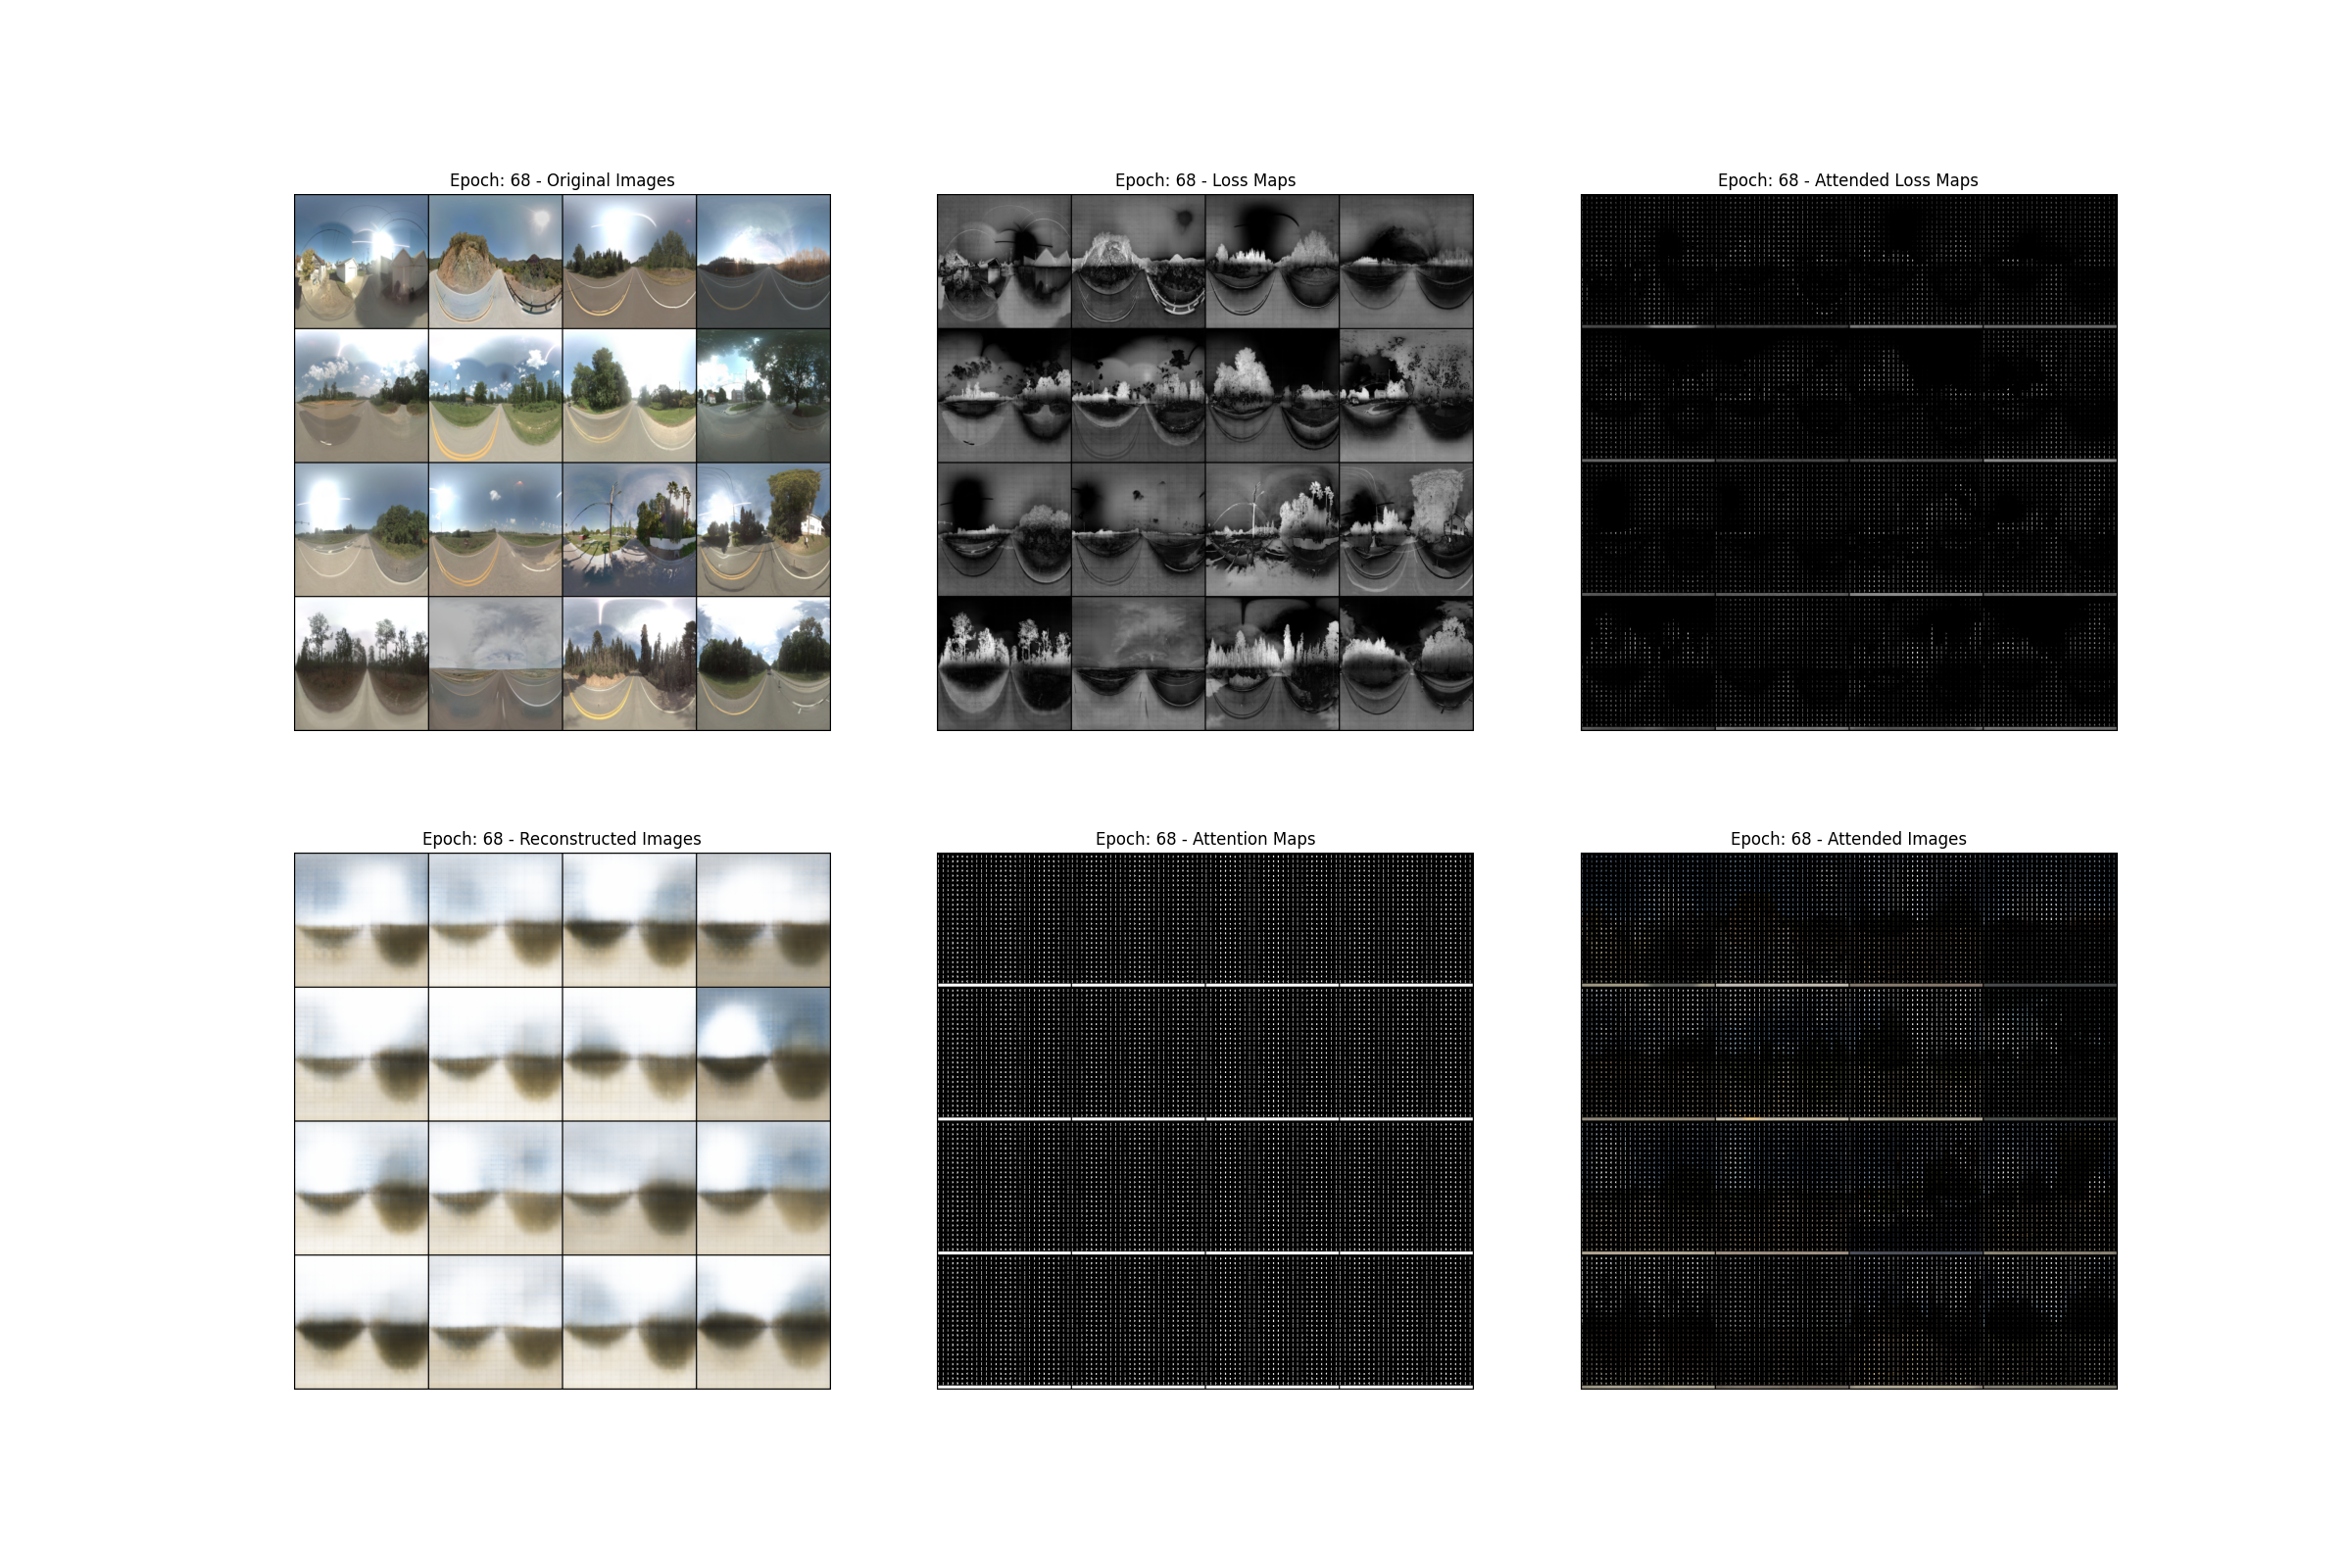 Epoch: 68 - Original Images
Epoch: 68 - Loss Maps
Epoch: 68 - Attended Loss Maps
Epoch: 68 - Reconstructed Images
Epoch: 68 - Attention Maps
Epoch: 68 - Attended Images